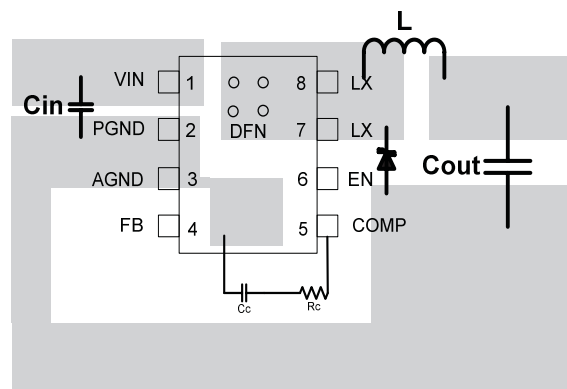 L
VIN 1 8 LX
Cin
PGND 2 DFN 7 LX
Cout
AGND 3 6 EN
FB 4 5 COMP
Cc Rc